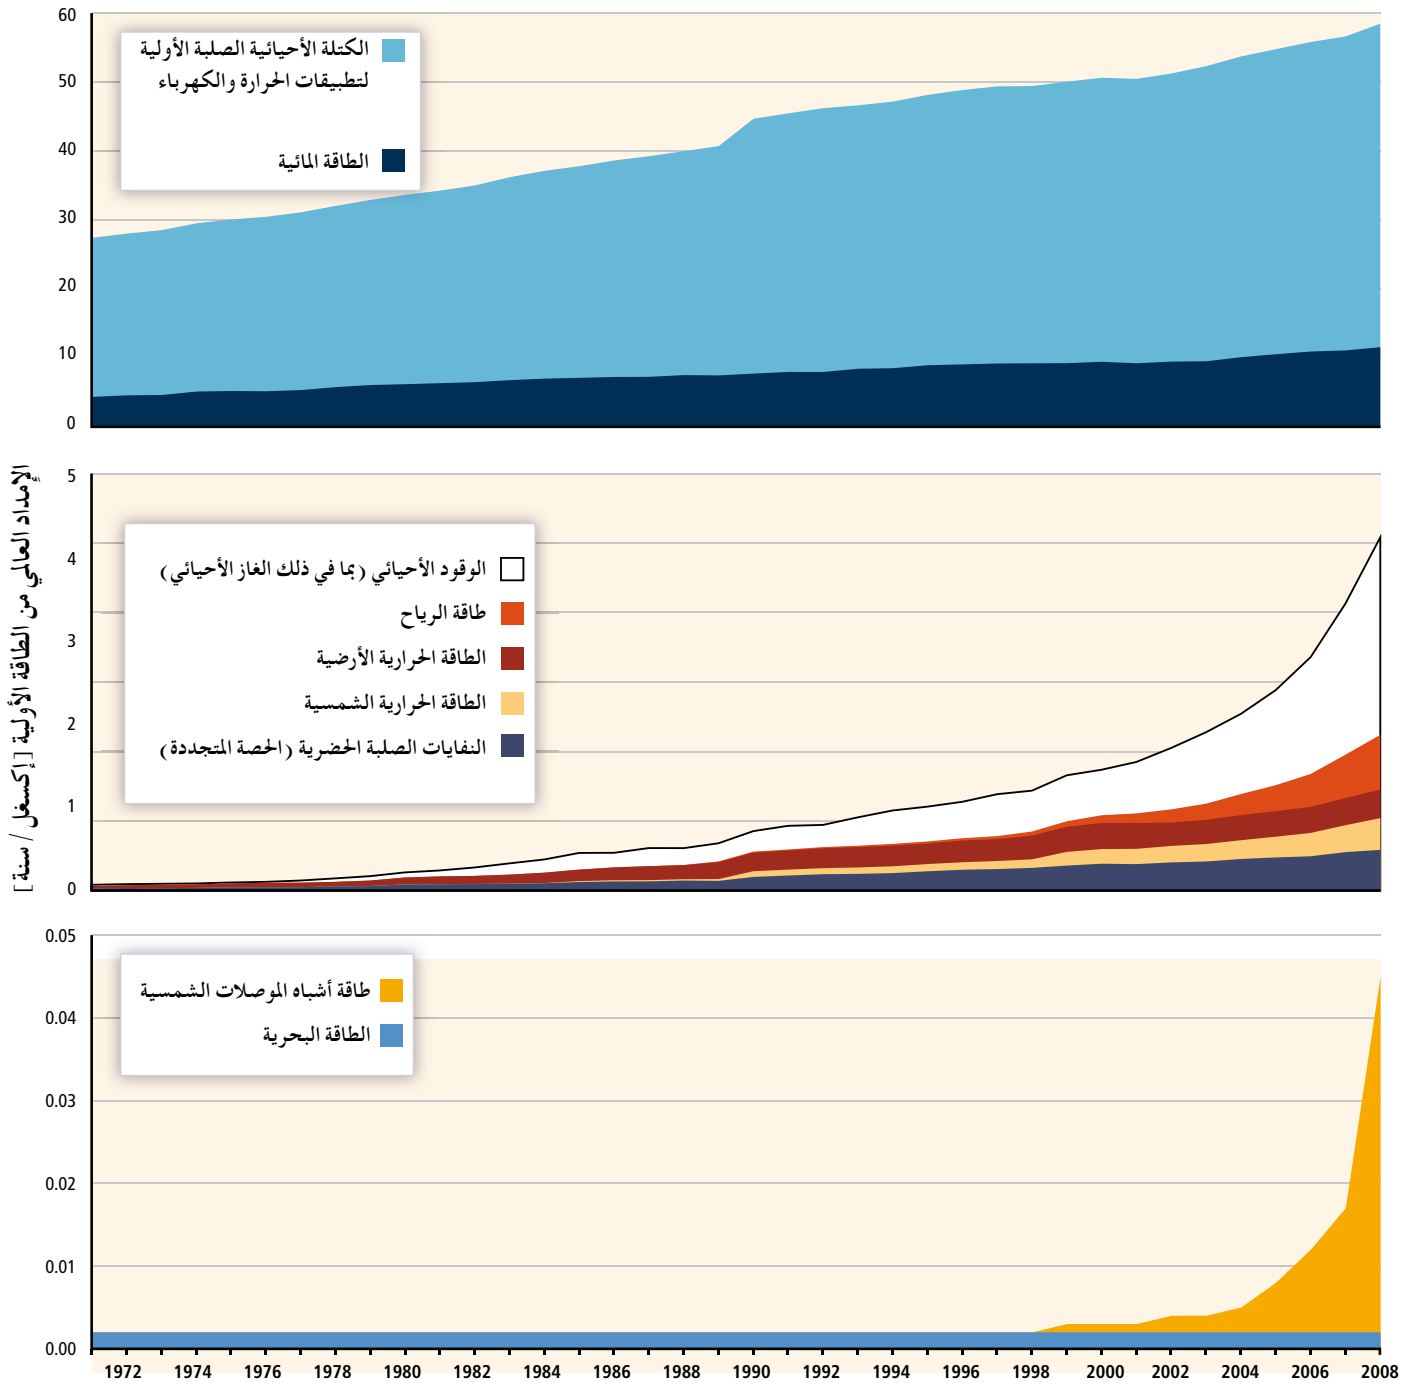 60
50
40
30
20
10
0
الكتلة الأحيائية الصلبة الأولية
لتطبيقات الحرارة والكهرباء
الطاقة المائية
الإمداد العالمي من الطاقة الأولية [إكسغل / سنة]
5
4
3
2
1
0
الوقود الأحيائي (بما في ذلك الغاز الأحيائي)
طاقة الرياح
الطاقة الحرارية الأرضية
الطاقة الحرارية الشمسية
النفايات الصلبة الحضرية (الحصة المتجددة)
0.05
0.04
0.03
0.02
0.01
0.00
طاقة أشباه الموصلات الشمسية
الطاقة البحرية
1972 1974 1976 1978 1980 1982 1984 1986 1988 1990 1992 1994 1996 1998 2000 2002 2004 2006 2008